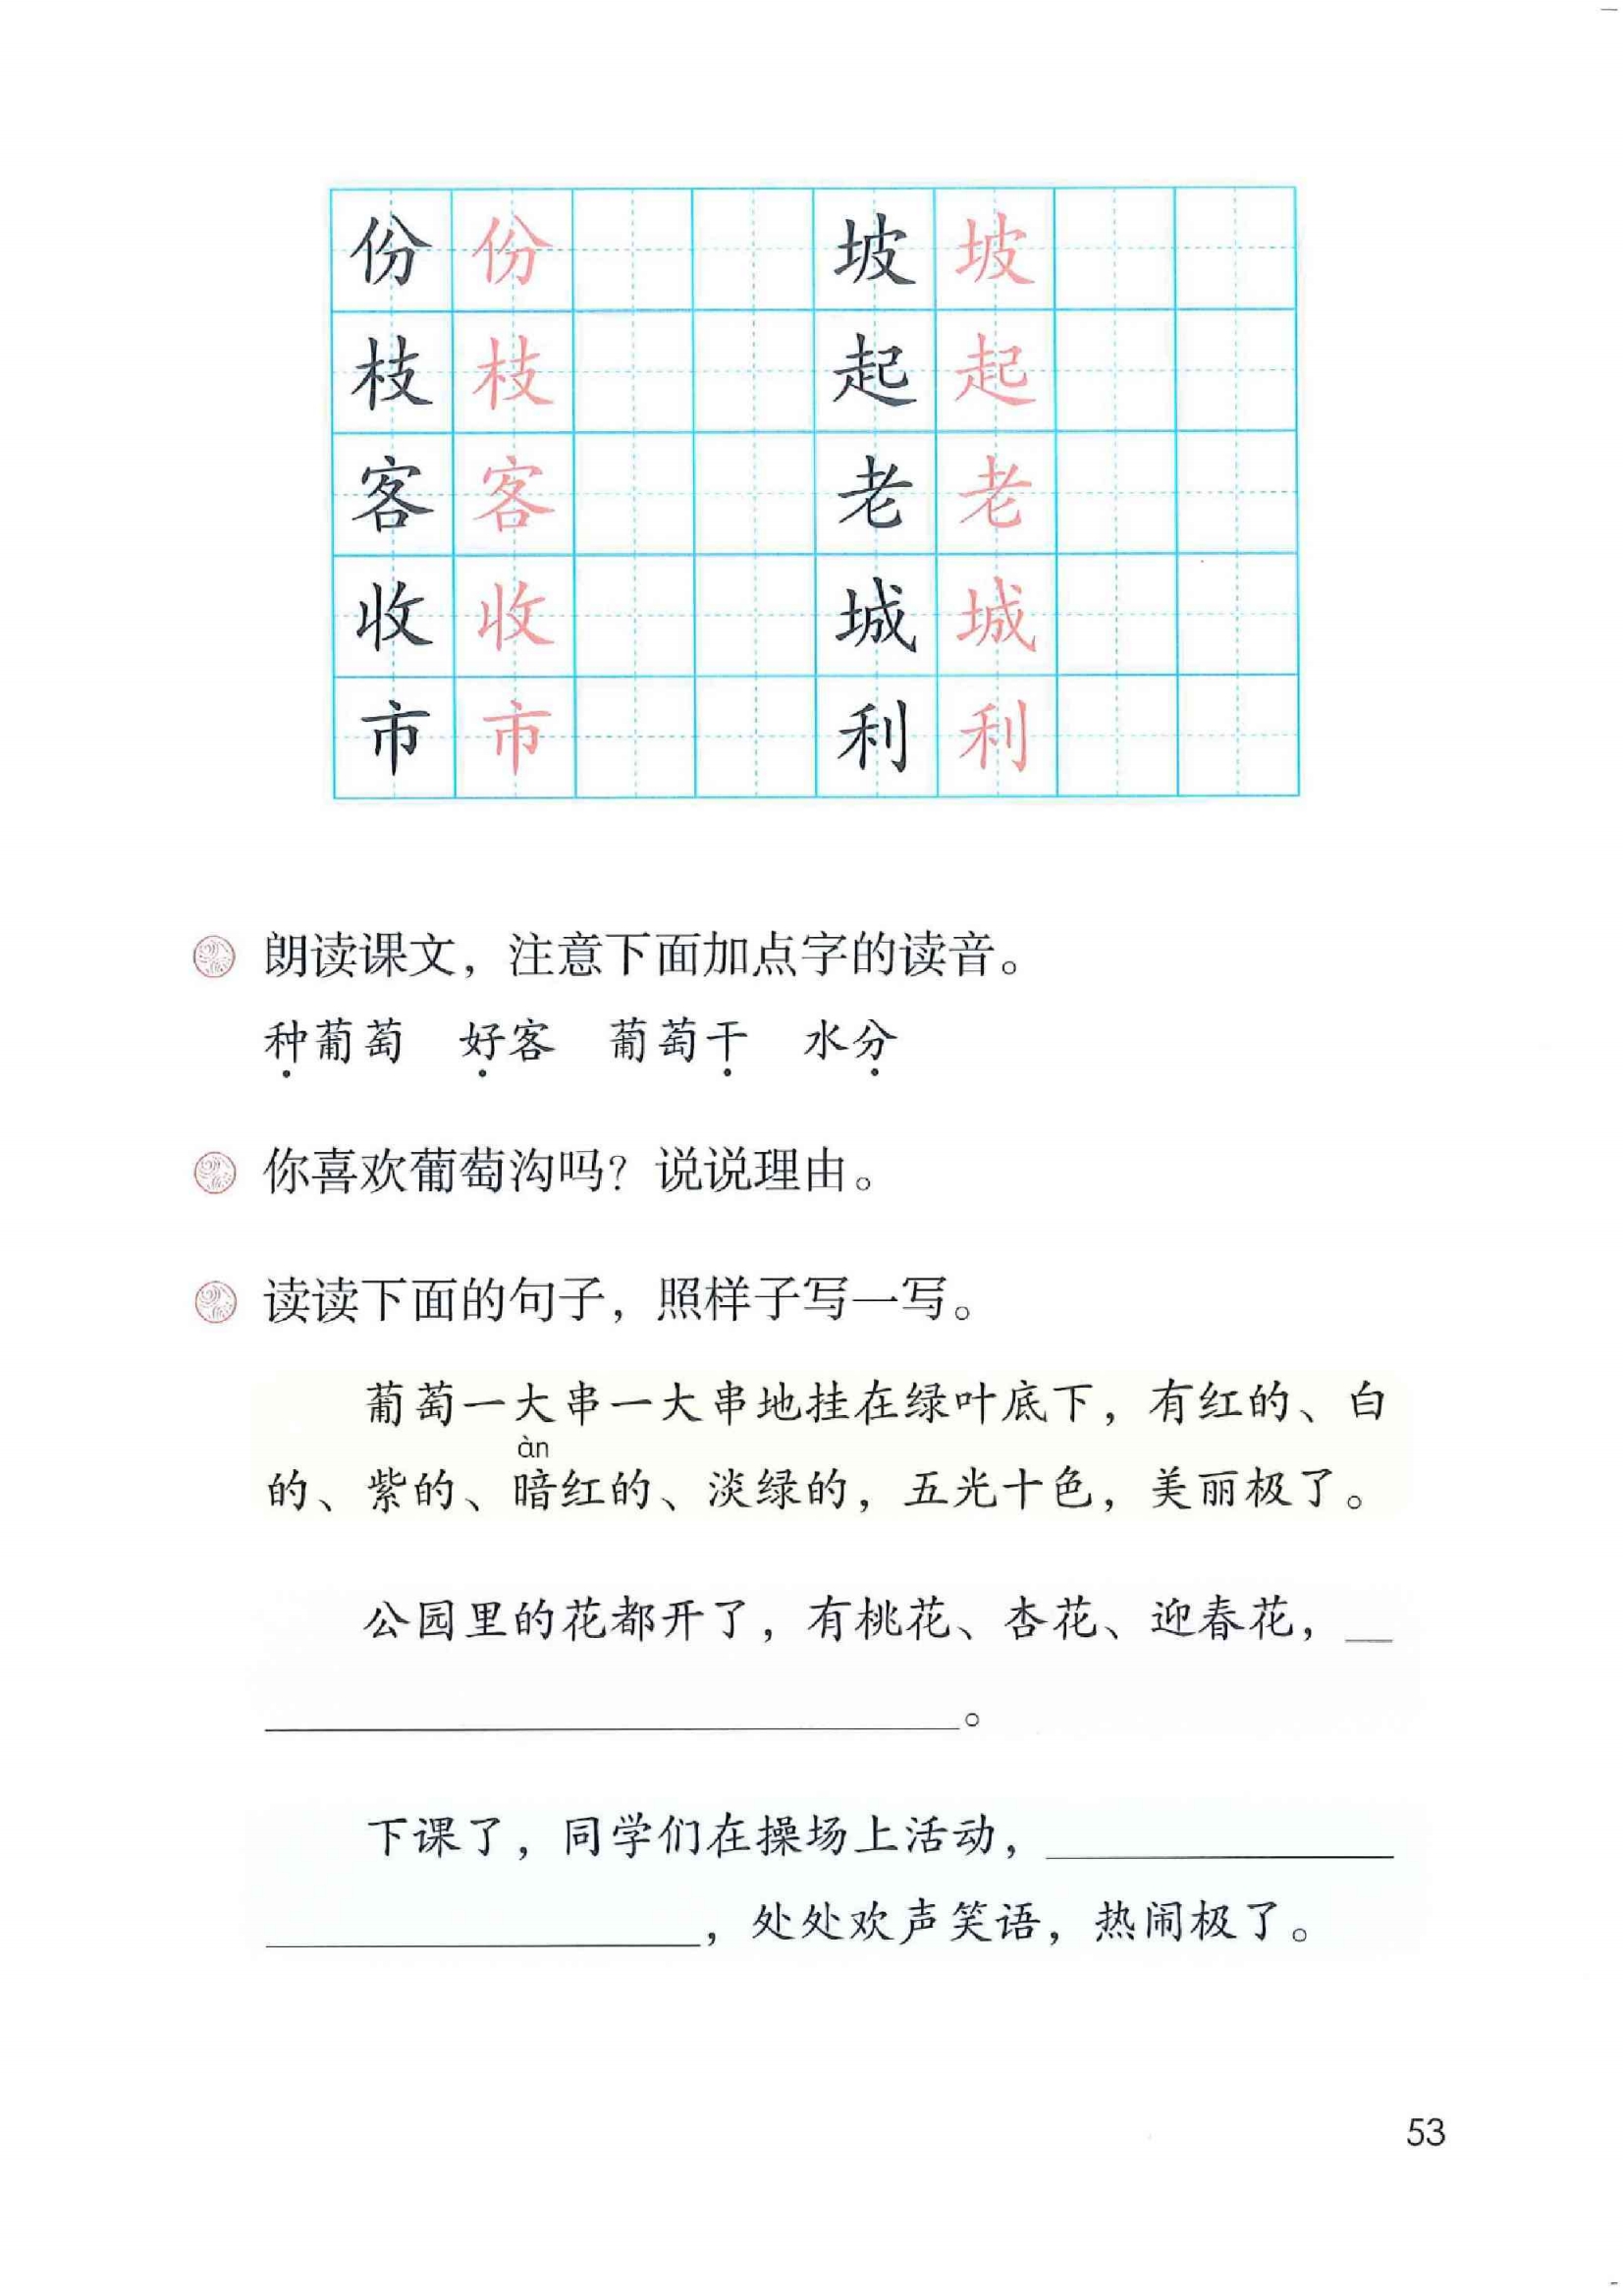 份 份 坡 坡
枝 枝 起 起
客 客 老 老
收 收 城 城
市 市 利 利
朗读课文，注意下面加点字的读音。
种葡萄 好客 葡萄干 水分
你喜欢葡萄沟吗？说说理由。
读读下面的句子，照样子写一写。
葡萄一大串一大串地挂在绿叶底下，有红的、白
àn
的、紫的、暗红的、淡绿的，五光十色，美丽极了。
公园里的花都开了，有桃花、杏花、迎春花，
。
下课了，同学们在操场上活动，
，处处欢声笑语，热闹极了。
53